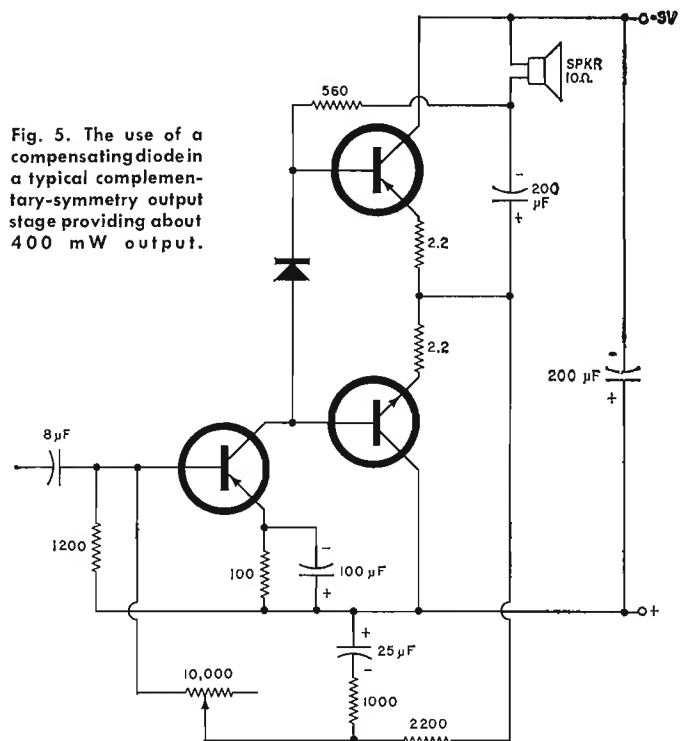 -9V
SPKR
10Ω
560
Fig. 5. The use of a
compensating diode in
a typical complemen-
tary-symmetry output
stage providing about
400 mW output.
-
200
µF
+
2.2
2.2
-
200 µF
+
8µF
1200
100
-
100 µF
+
+
+
25µF
-
10,000
1000
2200